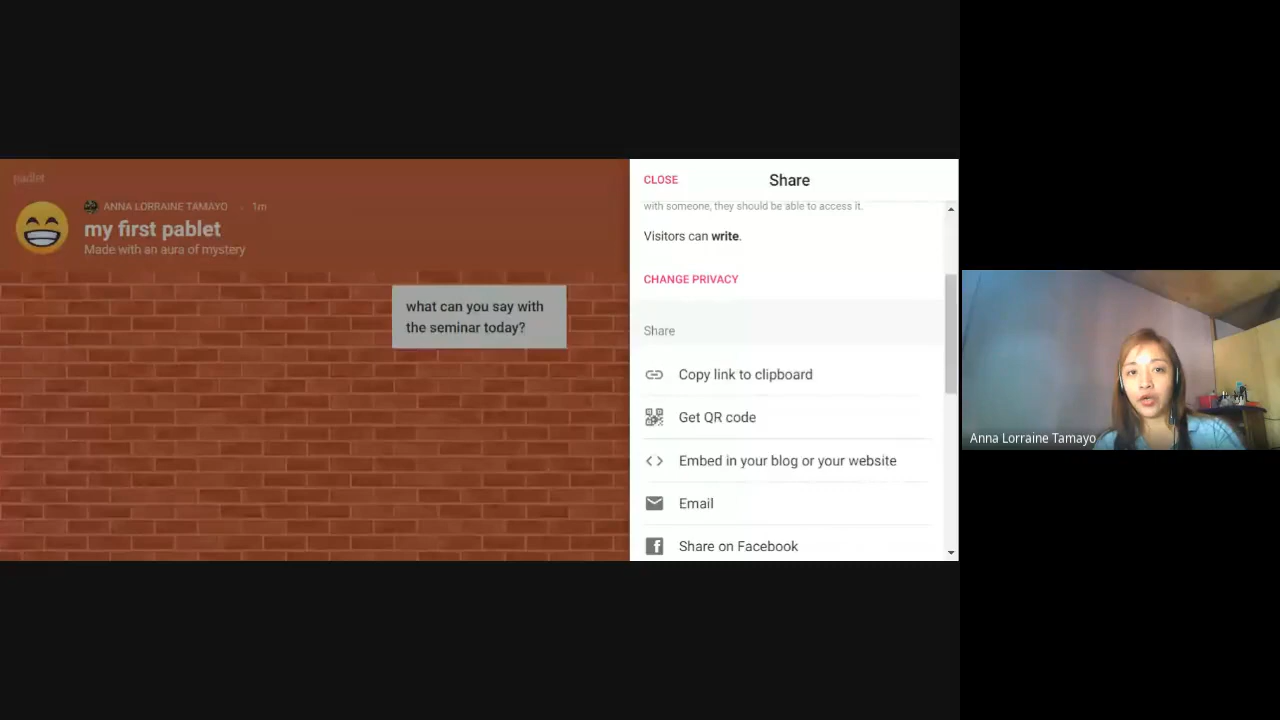 padlet
ANNA LORRAINE TAMAYO · 1m
my first pablet
Made with an aura of mystery
what can you say with
the seminar today?
CLOSE
Share
with someone, they should be able to access it.
Visitors can write.
CHANGE PRIVACY
Share
Copy link to clipboard
Get QR code
Embed in your blog or your website
Email
Share on Facebook
Anna Lorraine Tamayo